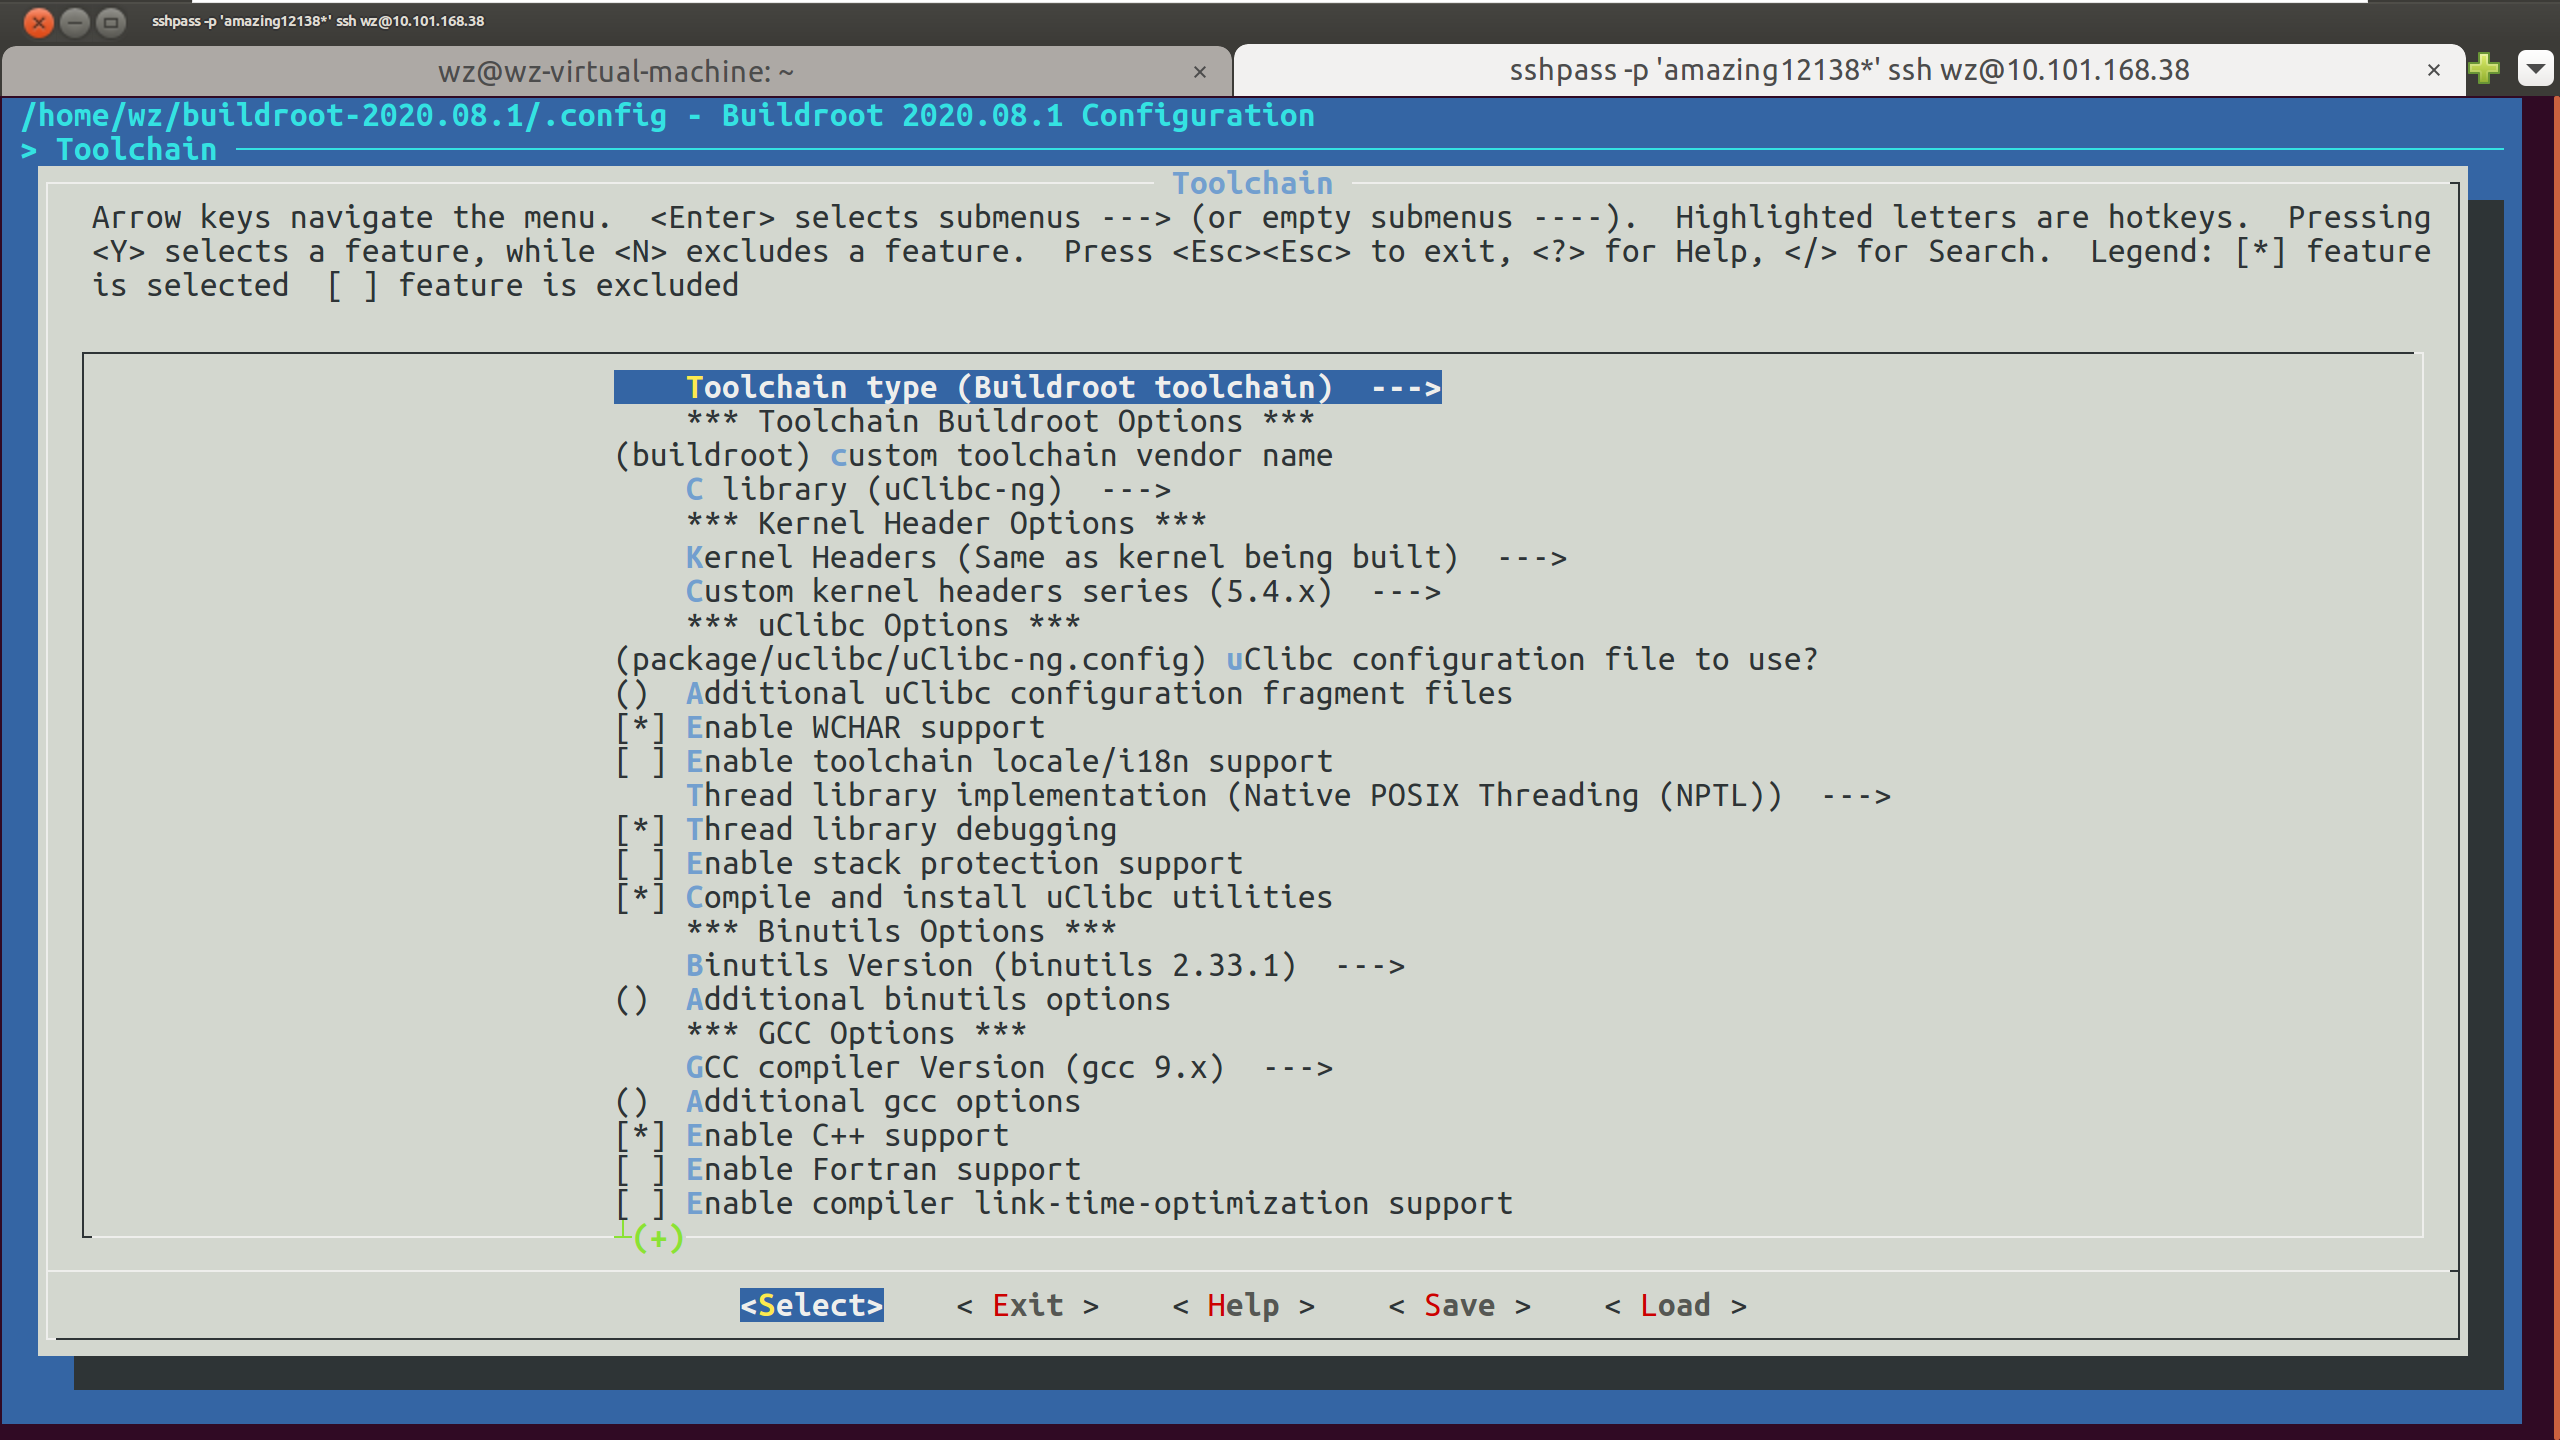 sshpass -p 'amazing12138*' ssh wz@10.101.168.38
wz@wz-virtual-machine: ~ ×
sshpass -p 'amazing12138*' ssh wz@10.101.168.38 ×
/home/wz/buildroot-2020.08.1/.config - Buildroot 2020.08.1 Configuration
> Toolchain
Toolchain
Arrow keys navigate the menu.  <Enter> selects submenus ---> (or empty submenus ----).  Highlighted letters are hotkeys.  Pressing
<Y> selects a feature, while <N> excludes a feature.  Press <Esc><Esc> to exit, <?> for Help, </> for Search.  Legend: [*] feature
is selected  [ ] feature is excluded
Toolchain type (Buildroot toolchain)  --->
*** Toolchain Buildroot Options ***
(buildroot) custom toolchain vendor name
C library (uClibc-ng)  --->
*** Kernel Header Options ***
Kernel Headers (Same as kernel being built)  --->
Custom kernel headers series (5.4.x)  --->
*** uClibc Options ***
(package/uclibc/uClibc-ng.config) uClibc configuration file to use?
()  Additional uClibc configuration fragment files
[*] Enable WCHAR support
[ ] Enable toolchain locale/i18n support
Thread library implementation (Native POSIX Threading (NPTL))  --->
[*] Thread library debugging
[ ] Enable stack protection support
[*] Compile and install uClibc utilities
*** Binutils Options ***
Binutils Version (binutils 2.33.1)  --->
()  Additional binutils options
*** GCC Options ***
GCC compiler Version (gcc 9.x)  --->
()  Additional gcc options
[*] Enable C++ support
[ ] Enable Fortran support
[ ] Enable compiler link-time-optimization support
┴(+)
<Select>    < Exit >    < Help >    < Save >    < Load >